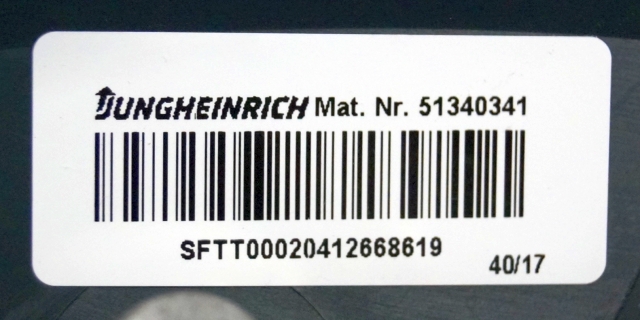 JUNGHEINRICH Mat. Nr. 51340341
SFTT00020412668619
40/17